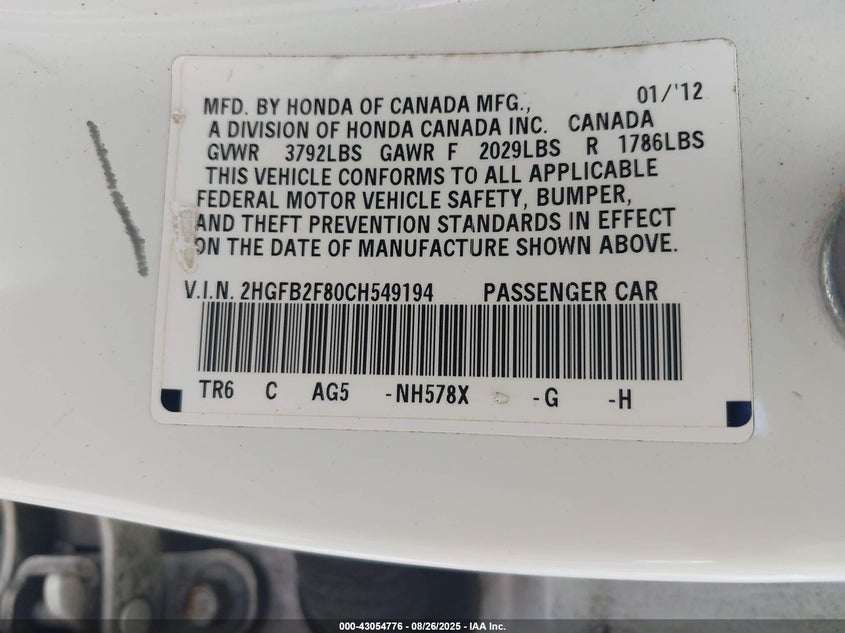 MFD. BY HONDA OF CANADA MFG., 01/'12
A DIVISION OF HONDA CANADA INC. CANADA
GVWR 3792LBS GAWR F 2029LBS R 1786LBS
THIS VEHICLE CONFORMS TO ALL APPLICABLE
FEDERAL MOTOR VEHICLE SAFETY, BUMPER,
AND THEFT PREVENTION STANDARDS IN EFFECT
ON THE DATE OF MANUFACTURE SHOWN ABOVE.
V.I.N. 2HGFB2F80CH549194 PASSENGER CAR
TR6 C AG5 -NH578X -G -H
000-43054776 - 08/26/2025 - IAA Inc.